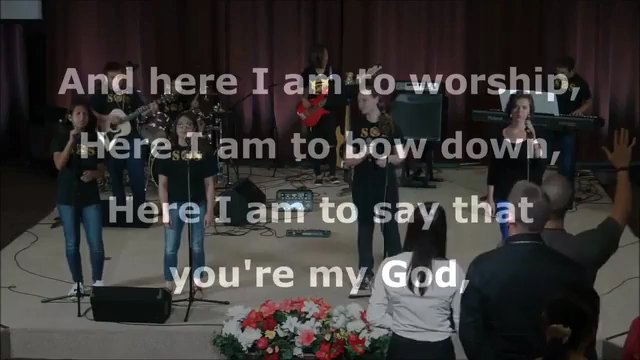 And here I am to worship,
Here I am to bow down,
Here I am to say that
you're my God,